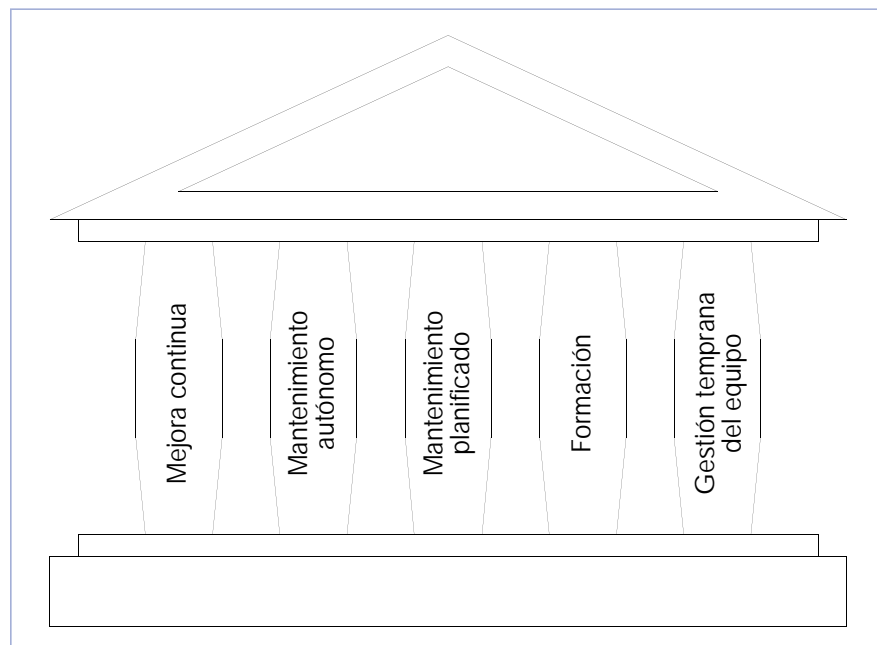 Mejora continua
Mantenimiento
autónomo
Mantenimiento
planificado
Formación
Gestión temprana
del equipo